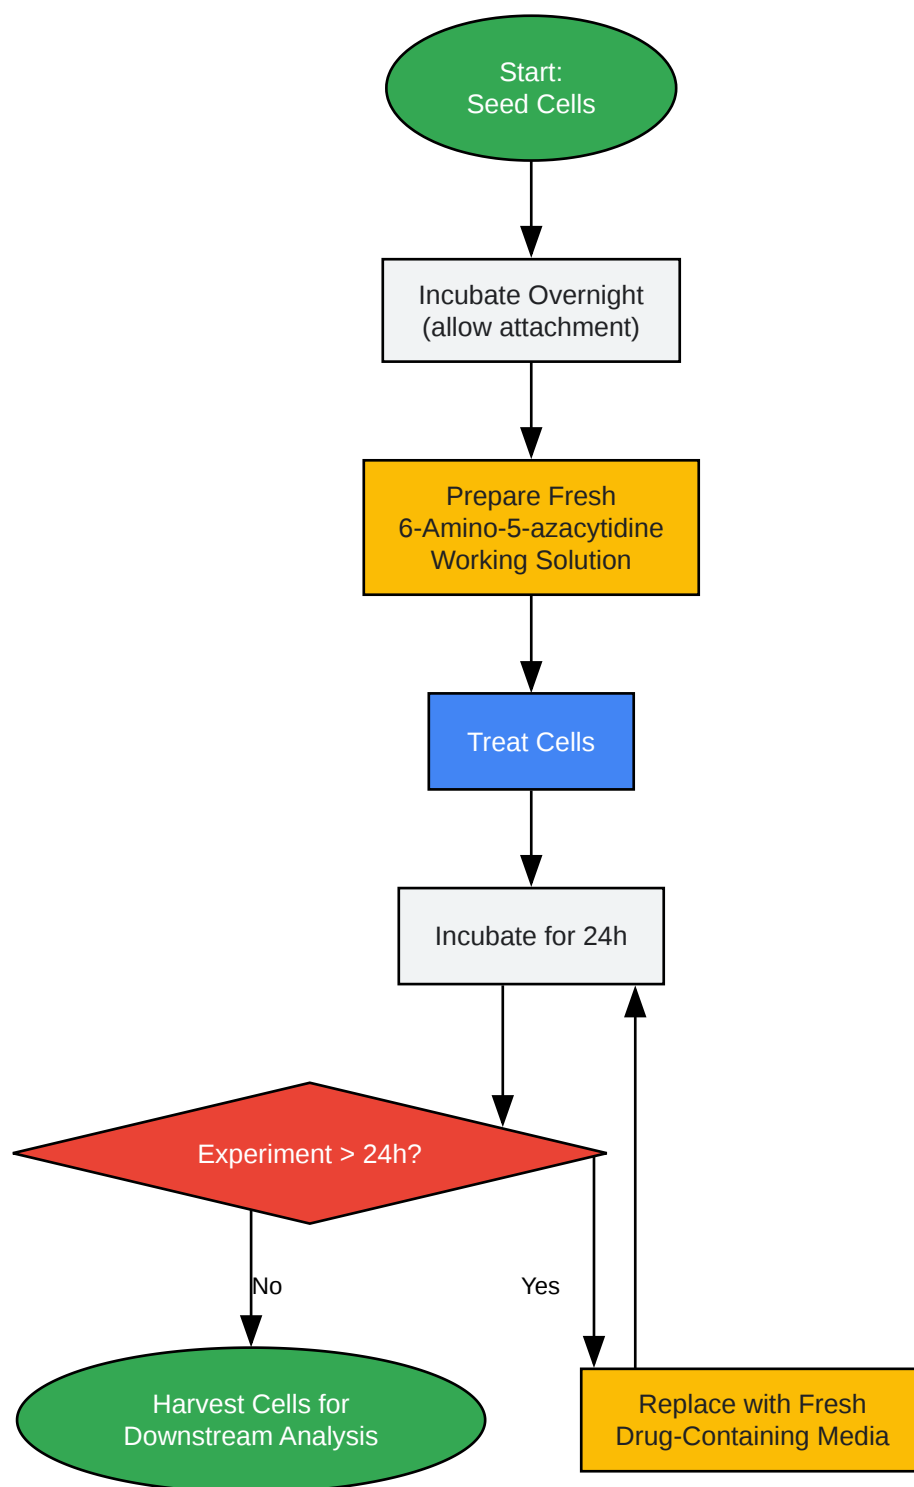 Start:
Seed Cells
Incubate Overnight
(allow attachment)
Prepare Fresh
6-Amino-5-azacytidine
Working Solution
Treat Cells
Incubate for 24h
Experiment > 24h?
No
Yes
Harvest Cells for
Downstream Analysis
Replace with Fresh
Drug-Containing Media